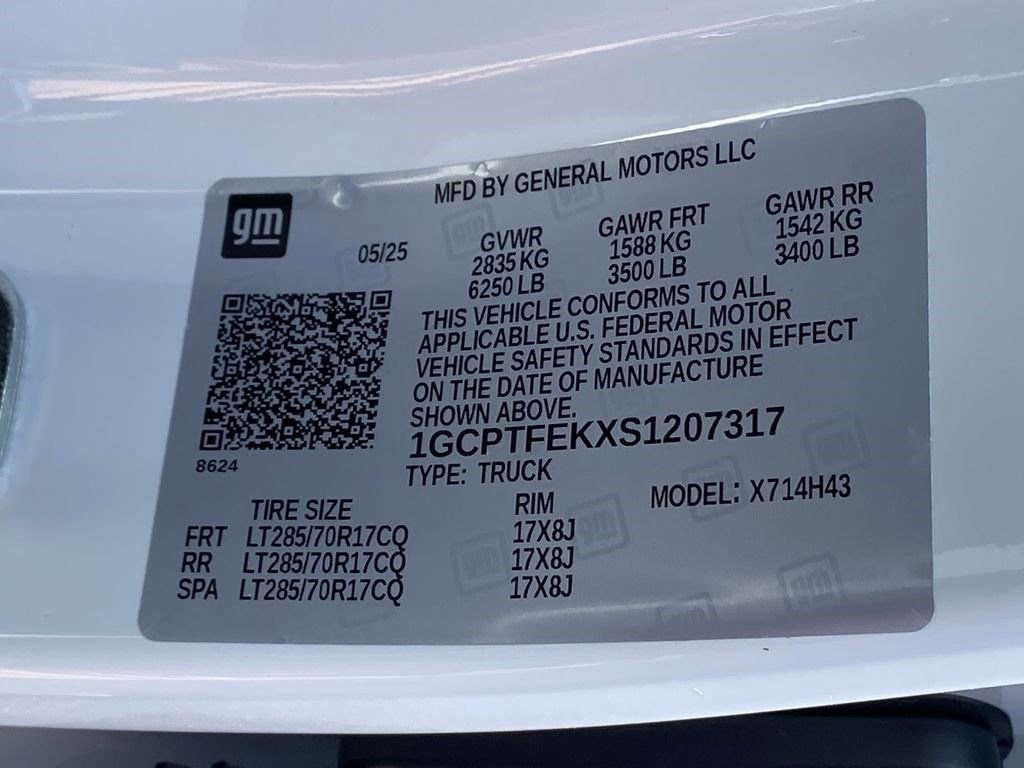 MFD BY GENERAL MOTORS LLC
gm
05/25
GVWR
2835 KG
6250 LB
GAWR FRT
1588 KG
3500 LB
GAWR RR
1542 KG
3400 LB
THIS VEHICLE CONFORMS TO ALL
APPLICABLE U.S. FEDERAL MOTOR
VEHICLE SAFETY STANDARDS IN EFFECT
ON THE DATE OF MANUFACTURE
SHOWN ABOVE.
1GCPTFEKXS1207317
8624
TYPE: TRUCK
MODEL: X714H43
TIRE SIZE RIM
FRT LT285/70R17CQ 17X8J
RR LT285/70R17CQ 17X8J
SPA LT285/70R17CQ 17X8J